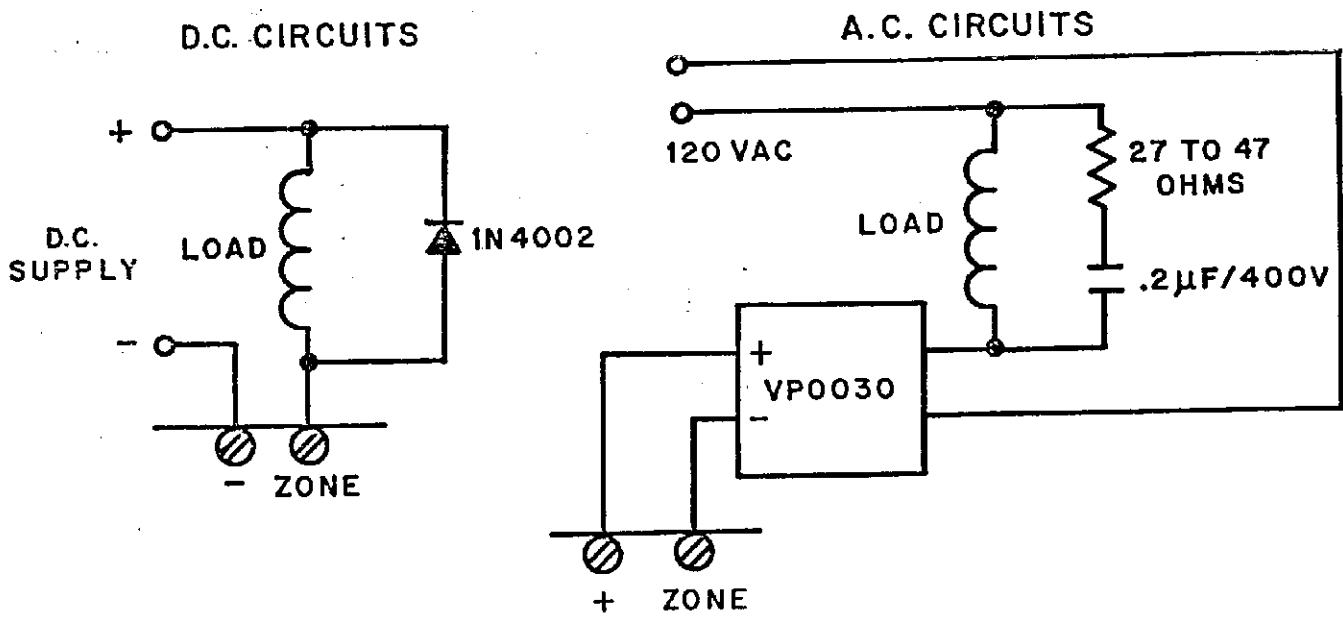 D.C. CIRCUITS
+
D.C.
SUPPLY
LOAD
1N4002
-
- ZONE
A.C. CIRCUITS
120 VAC
27 TO 47
OHMS
LOAD
.2µF/400V
+
VP0030
-
+ ZONE